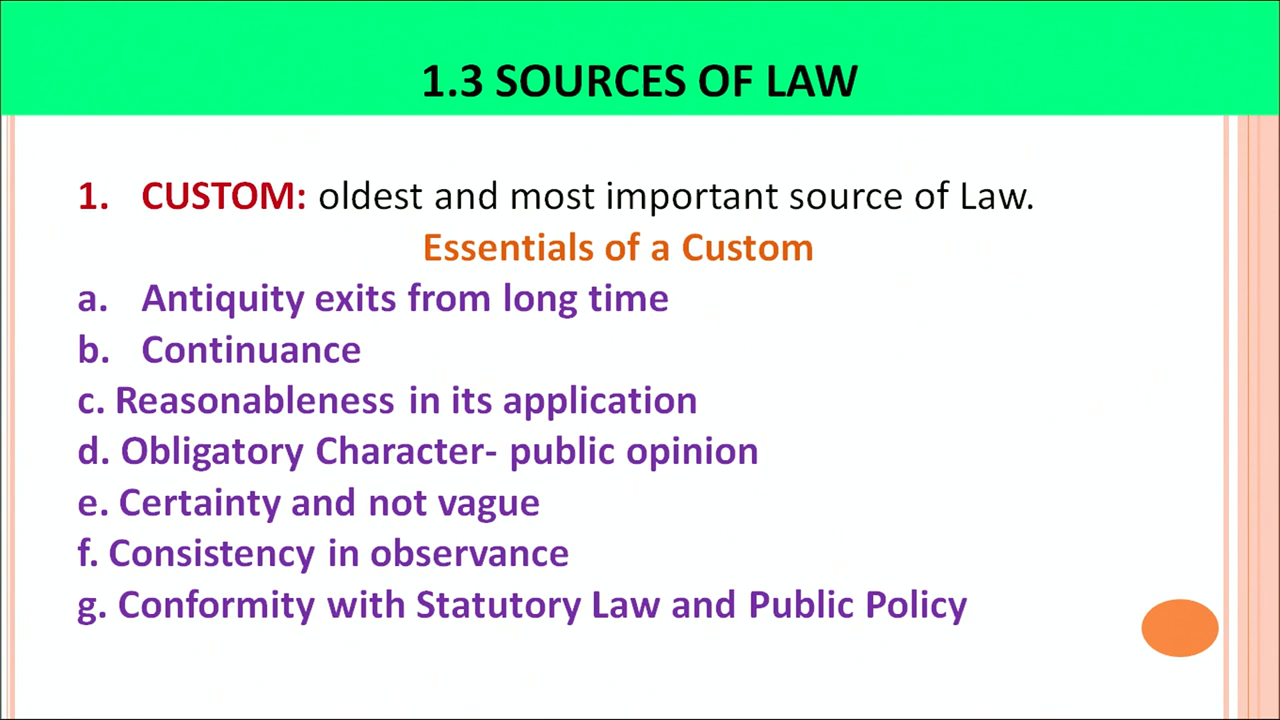 1.3 SOURCES OF LAW
1. CUSTOM: oldest and most important source of Law.
Essentials of a Custom
a. Antiquity exits from long time
b. Continuance
c. Reasonableness in its application
d. Obligatory Character- public opinion
e. Certainty and not vague
f. Consistency in observance
g. Conformity with Statutory Law and Public Policy